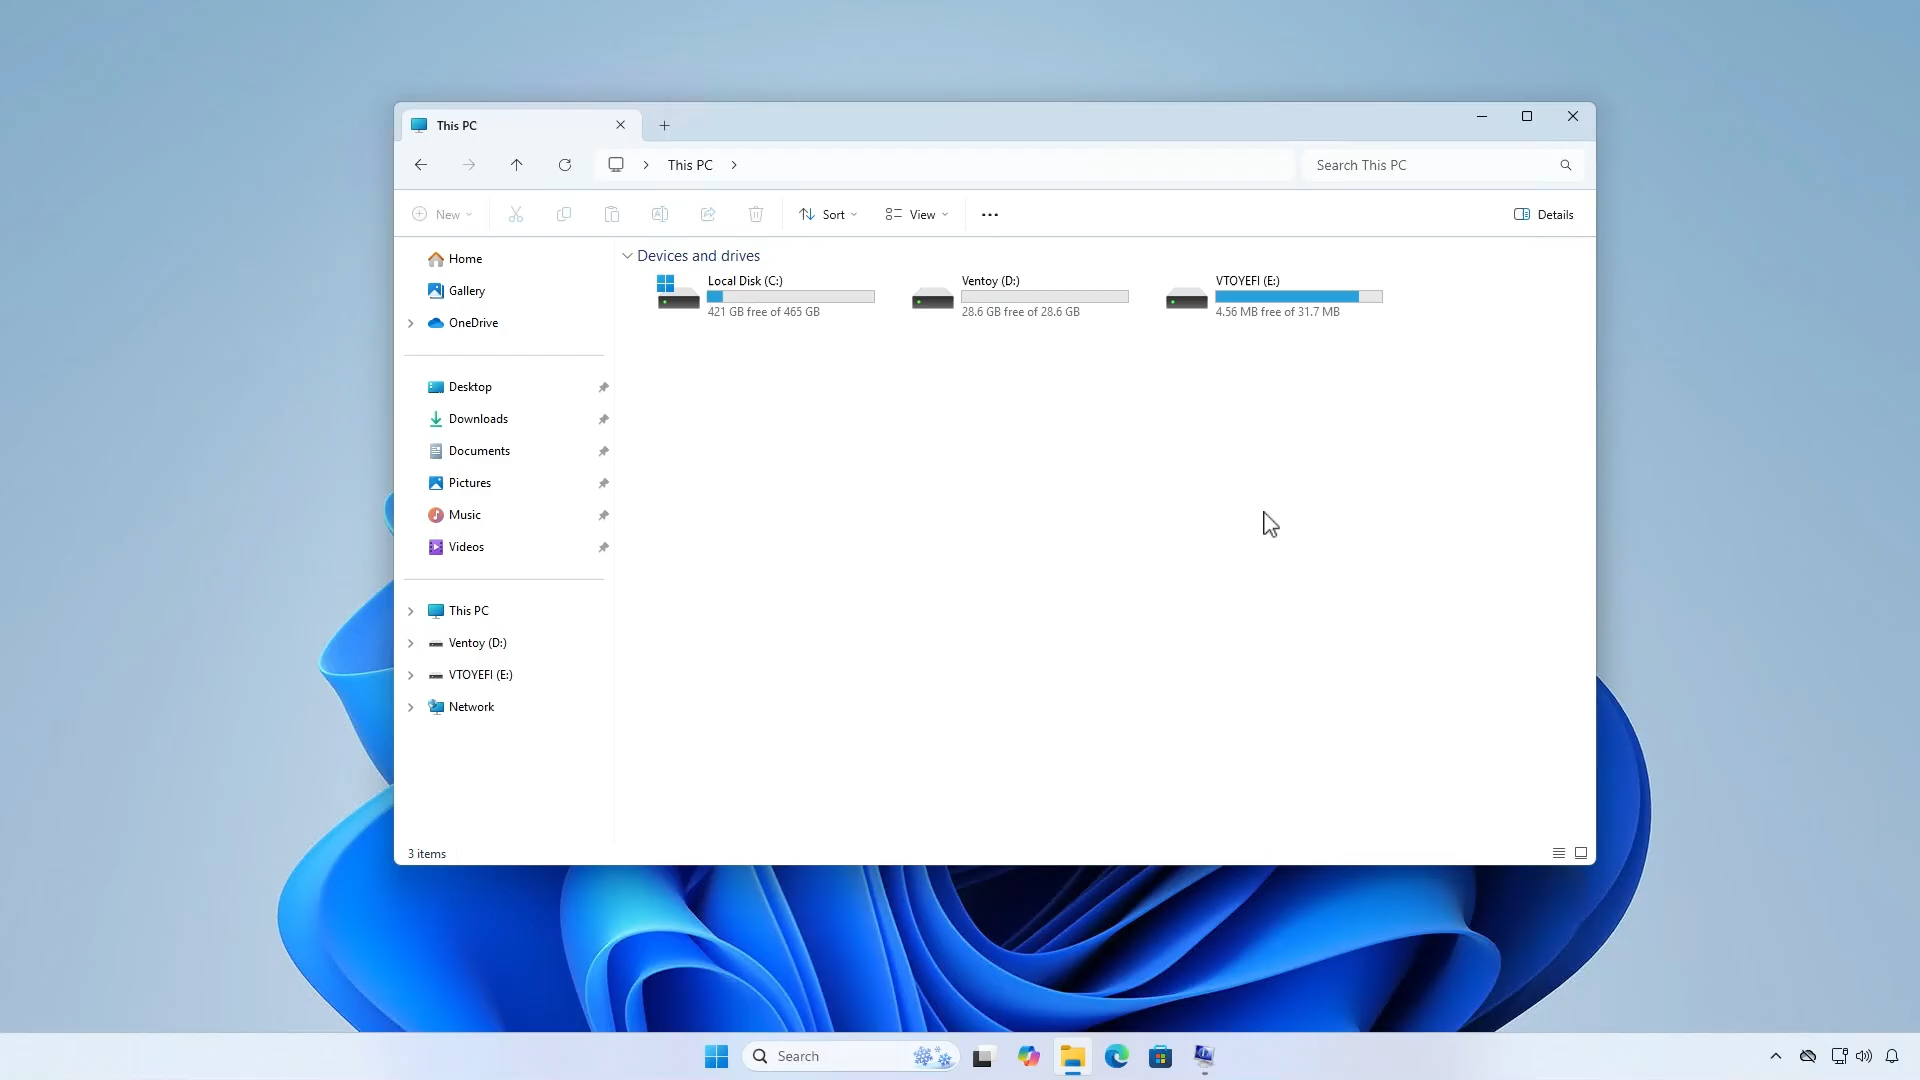 This PC
This PC
Search This PC
New
Sort
View
Details
Home
Gallery
OneDrive
Desktop
Downloads
Documents
Pictures
Music
Videos
This PC
Ventoy (D:)
VTOYEFI (E:)
Network
Devices and drives
Local Disk (C:)
421 GB free of 465 GB
Ventoy (D:)
28.6 GB free of 28.6 GB
VTOYEFI (E:)
4.56 MB free of 31.7 MB
3 items
Search